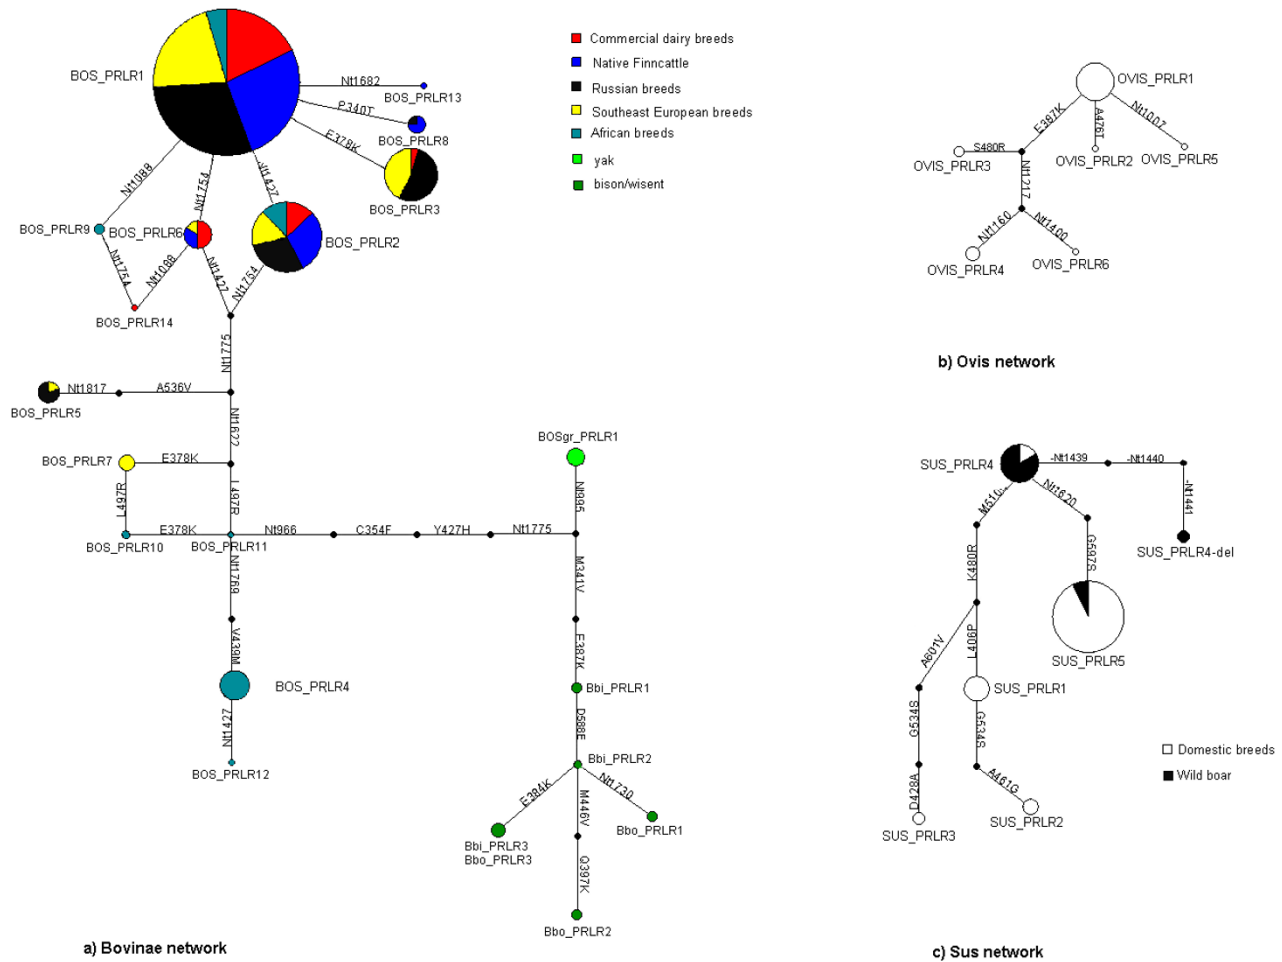 BOS_PRLR1
Nt1682
BOS_PRLR13
P340T
BOS_PRLR8
E378K
BOS_PRLR3
Nt1088
Nt1754
Nt1427
BOS_PRLR9
BOS_PRLR6
BOS_PRLR2
Nt1754
Nt1088
Nt1427
Nt1754
BOS_PRLR14
Nt1775
Nt1817
A536V
BOS_PRLR5
Nt1622
BOS_PRLR7
E378K
L497R
L497R
E378K
BOS_PRLR10
BOS_PRLR11
Nt966
C354F
Y427H
Nt1775
BOSgr_PRLR1
Nt995
Nt1769
V439M
BOS_PRLR4
Nt1427
BOS_PRLR12
M341V
E387K
Bbi_PRLR1
D588E
Bbi_PRLR2
E384K
M446V
Nt1730
Bbi_PRLR3
Bbo_PRLR3
Bbo_PRLR1
Q397K
Bbo_PRLR2
a) Bovinae network
Commercial dairy breeds
Native Finncattle
Russian breeds
Southeast European breeds
African breeds
yak
bison/wisent
OVIS_PRLR1
E397K
A476T
Nt1007
S480R
OVIS_PRLR3
OVIS_PRLR2
OVIS_PRLR5
Nt1217
Nt1160
Nt1400
OVIS_PRLR4
OVIS_PRLR6
b) Ovis network
SUS_PRLR4
-Nt1439
-Nt1440
-Nt1441
SUS_PRLR4-del
Nt1620
G597S
SUS_PRLR5
K480R
A601V
L406P
SUS_PRLR1
G534S
G534S
D428A
A461G
SUS_PRLR3
SUS_PRLR2
Domestic breeds
Wild boar
c) Sus network